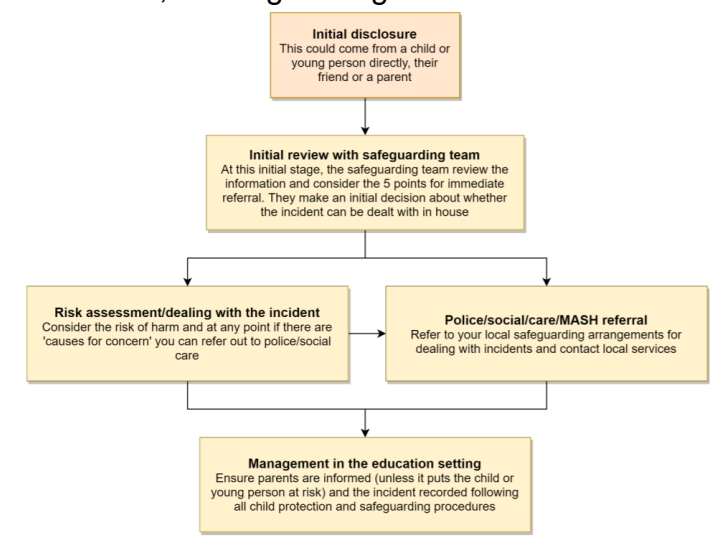 Initial disclosure
This could come from a child or
young person directly, their
friend or a parent
Initial review with safeguarding team
At this initial stage, the safeguarding team review the
information and consider the 5 points for immediate
referral. They make an initial decision about whether
the incident can be dealt with in house
Risk assessment/dealing with the incident
Consider the risk of harm and at any point if there are
'causes for concern' you can refer out to police/social
care
Police/social/care/MASH referral
Refer to your local safeguarding arrangements for
dealing with incidents and contact local services
Management in the education setting
Ensure parents are informed (unless it puts the child or
young person at risk) and the incident recorded following
all child protection and safeguarding procedures